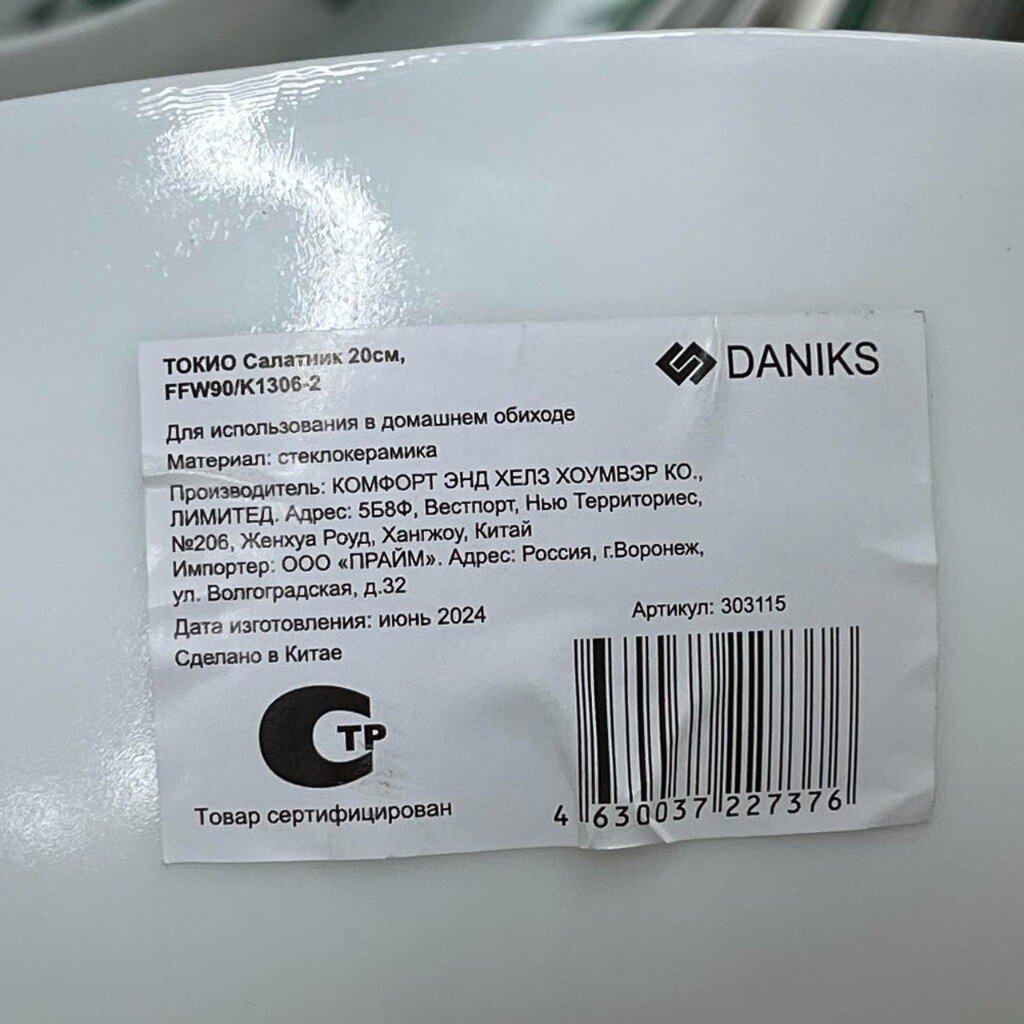 ТОКИО Салатник 20см,
FFW90/K1306-2
DANIKS
Для использования в домашнем обиходе
Материал: стеклокерамика
Производитель: КОМФОРТ ЭНД ХЕЛЗ ХОУМВЭР КО.,
ЛИМИТЕД. Адрес: 5Б8Ф, Вестпорт, Нью Территориес,
№206, Женхуа Роуд, Хангжоу, Китай
Импортер: ООО «ПРАЙМ». Адрес: Россия, г.Воронеж,
ул. Волгоградская, д.32
Дата изготовления: июнь 2024
Сделано в Китае
Артикул: 303115
СТР
Товар сертифицирован
4 630037 227376